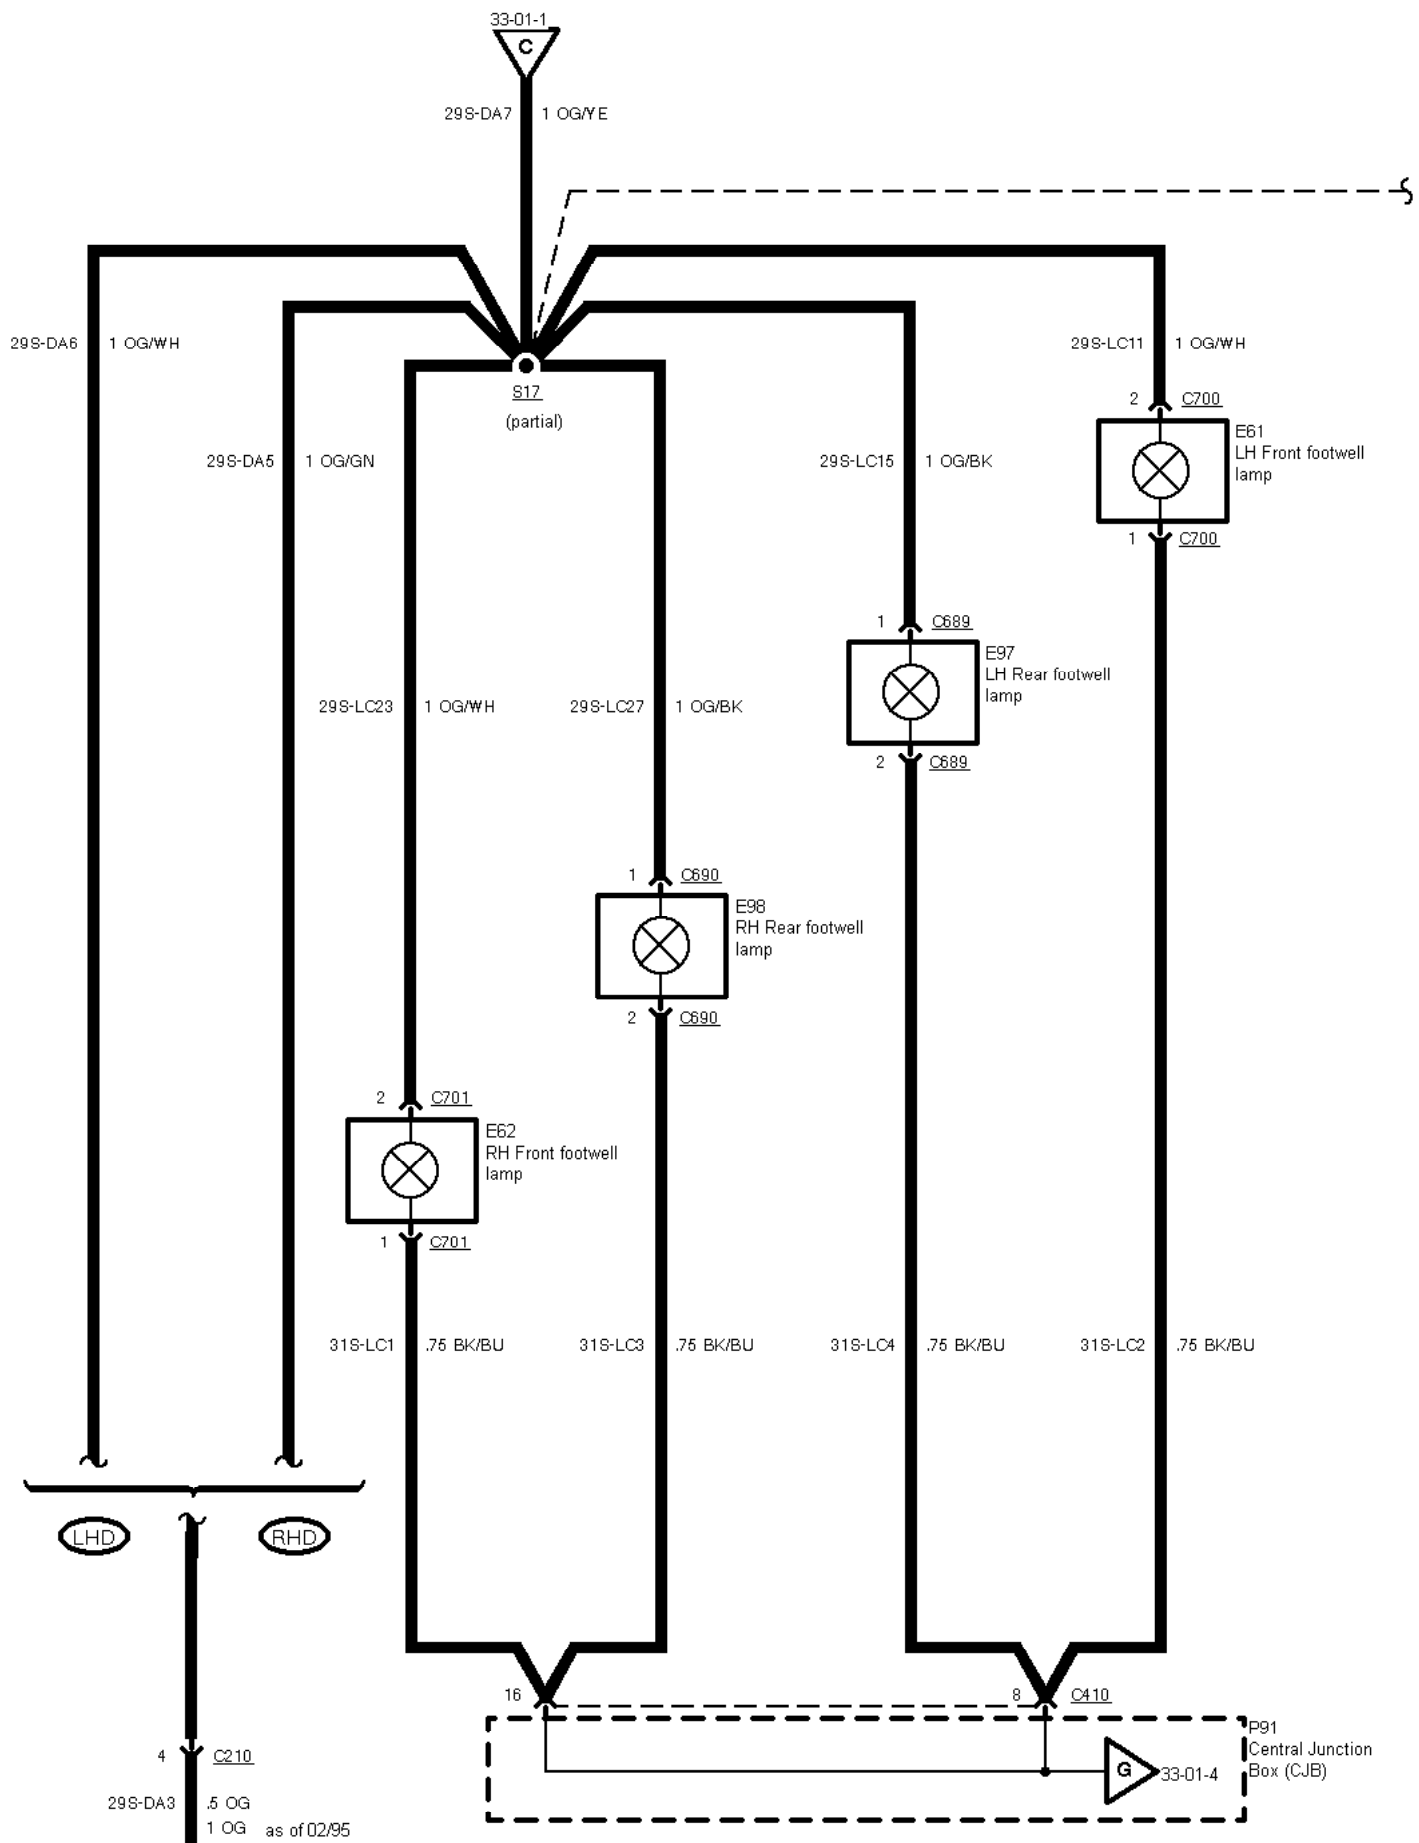 33-01-1
C
29S-DA7 1 OG/YE
29S-DA6 1 OG/WH
29S-LC11 1 OG/WH
S17
(partial)
2 C700
E61
LH Front footwell
lamp
1 C700
29S-DA5 1 OG/GN
29S-LC15 1 OG/BK
1 C689
E97
LH Rear footwell
lamp
2 C689
29S-LC23 1 OG/WH
29S-LC27 1 OG/BK
1 C690
E98
RH Rear footwell
lamp
2 C690
2 C701
E62
RH Front footwell
lamp
1 C701
31S-LC1 .75 BK/BU
31S-LC3 .75 BK/BU
31S-LC4 .75 BK/BU
31S-LC2 .75 BK/BU
LHD
RHD
16
8 C410
P91
Central Junction
Box (CJB)
G
33-01-4
4 C210
29S-DA3 .5 OG
1 OG as of 02/95